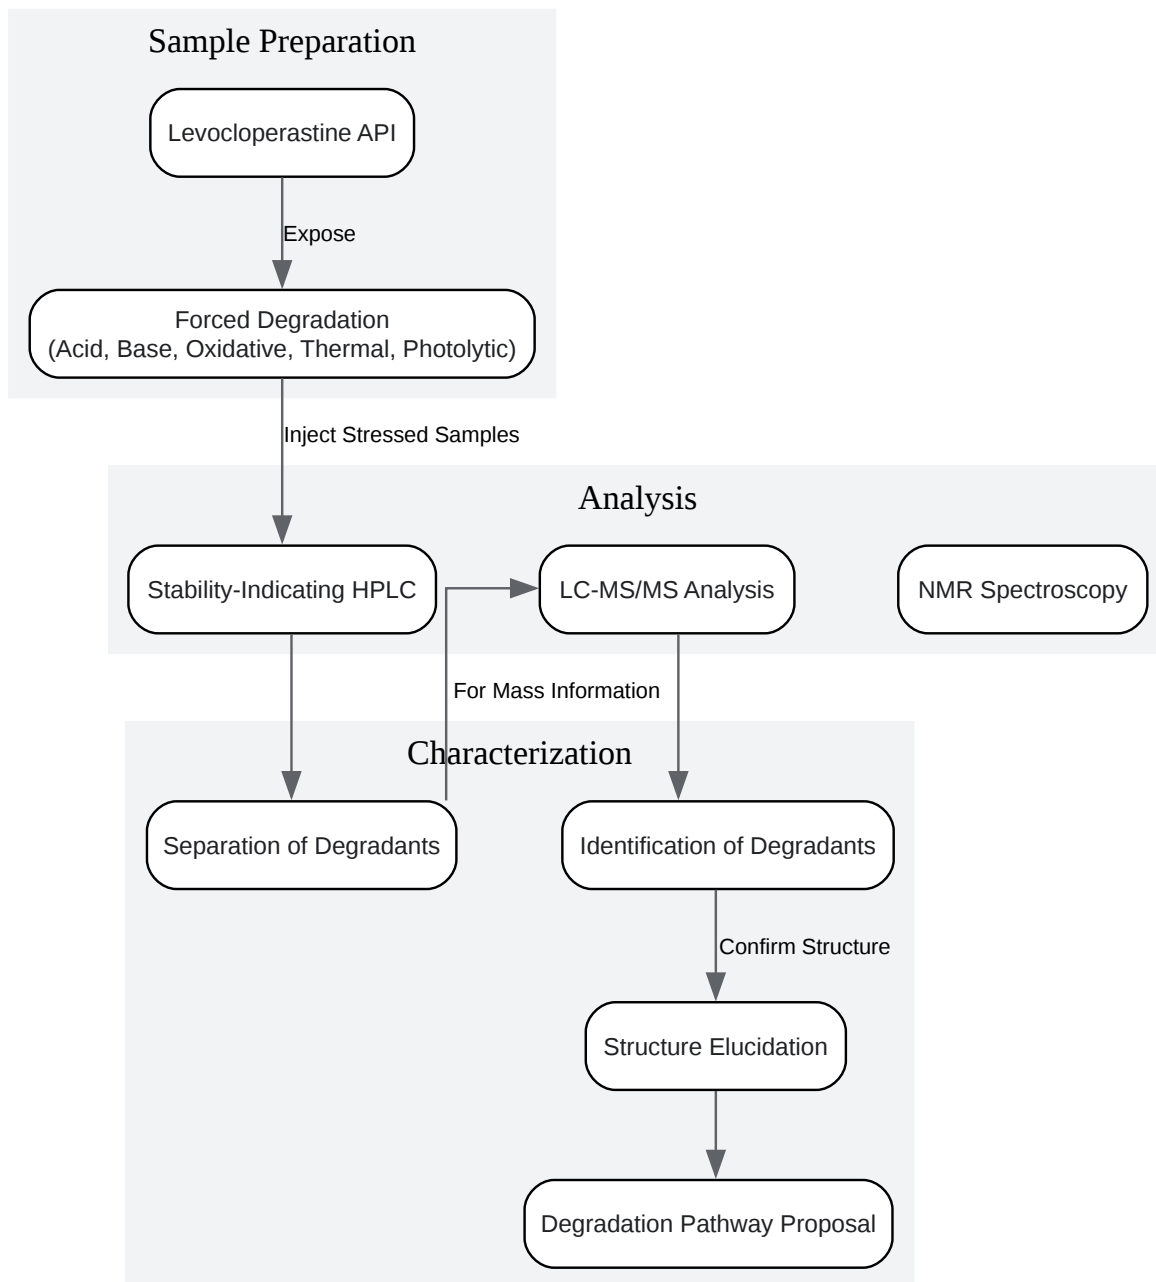 Sample Preparation
Levocloperastine API
Expose
Forced Degradation
(Acid, Base, Oxidative, Thermal, Photolytic)
Inject Stressed Samples
Analysis
Stability-Indicating HPLC
LC-MS/MS Analysis
NMR Spectroscopy
For Mass Information
Characterization
Separation of Degradants
Identification of Degradants
Confirm Structure
Structure Elucidation
Degradation Pathway Proposal